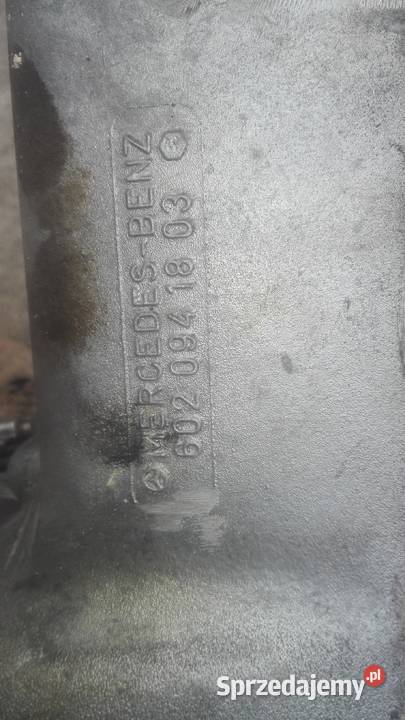 MERCEDES-BENZ
602 094 18 03
Sprzedajemy.pl